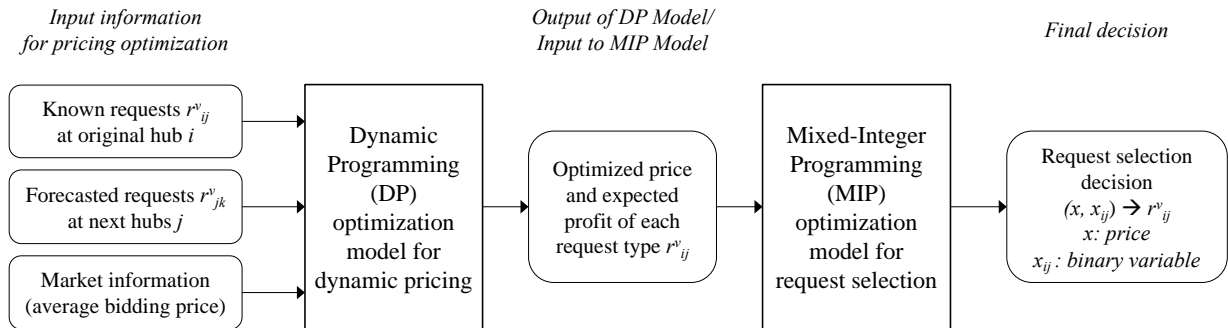 Input information
for pricing optimization
Output of DP Model/
Input to MIP Model
Final decision
Known requests r^v_ij
at original hub i
Forecasted requests r^v_jk
at next hubs j
Market information
(average bidding price)
Dynamic
Programming
(DP)
optimization
model for
dynamic pricing
Optimized price
and expected
profit of each
request type r^v_ij
Mixed-Integer
Programming
(MIP)
optimization
model for
request selection
Request selection
decision
(x, x_ij) → r^v_ij
x: price
x_ij : binary variable